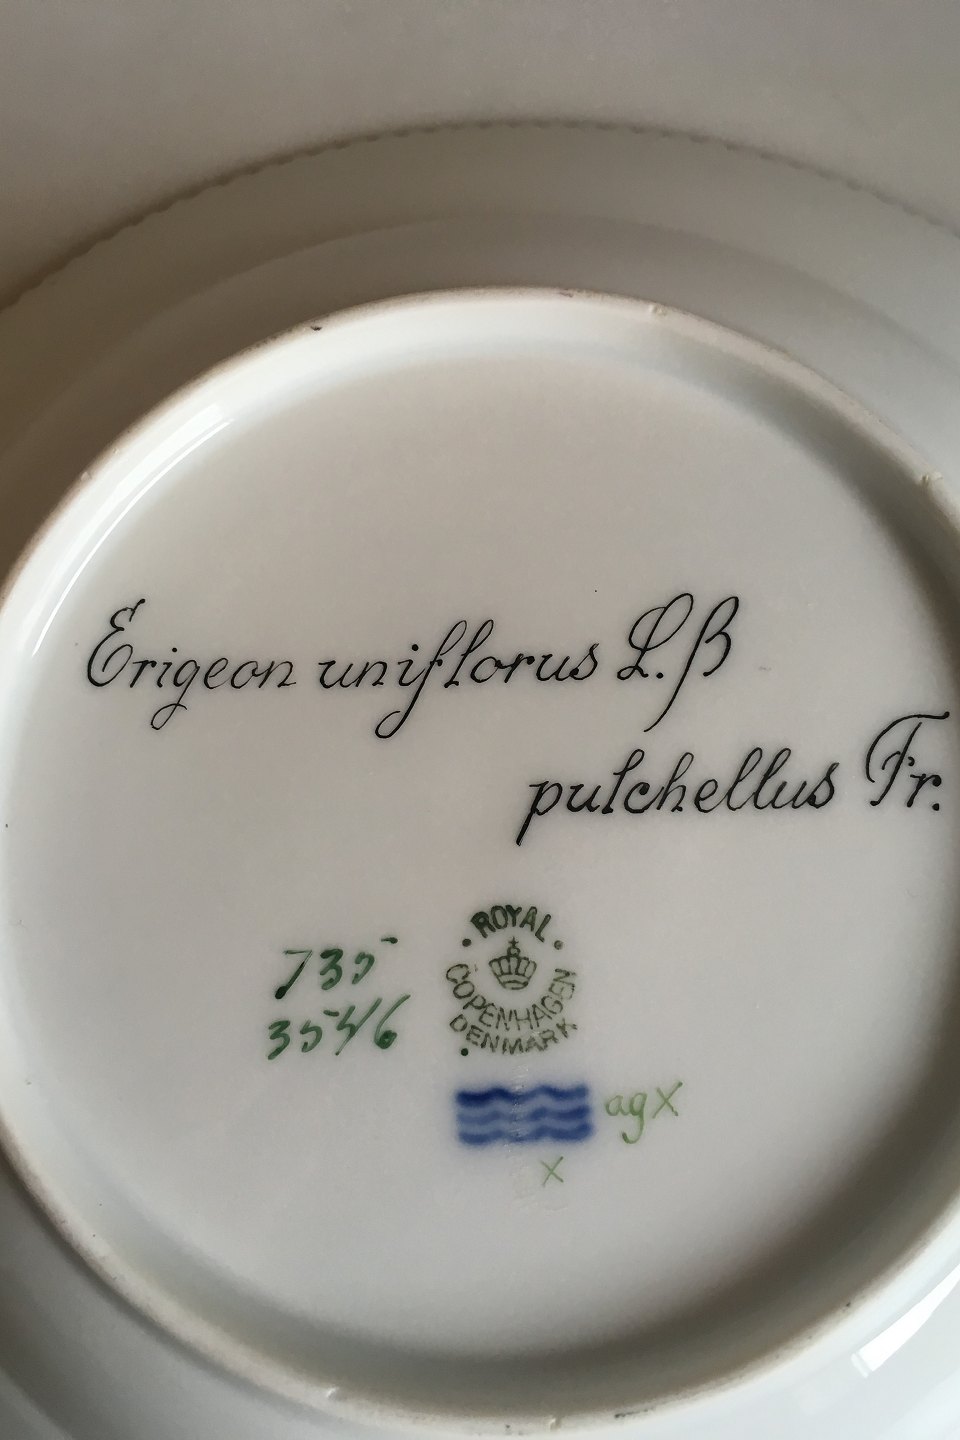 Erigeon uniflorus L. β
pulchellus Fr.
735
3546
ROYAL
COPENHAGEN
DENMARK
agX
X